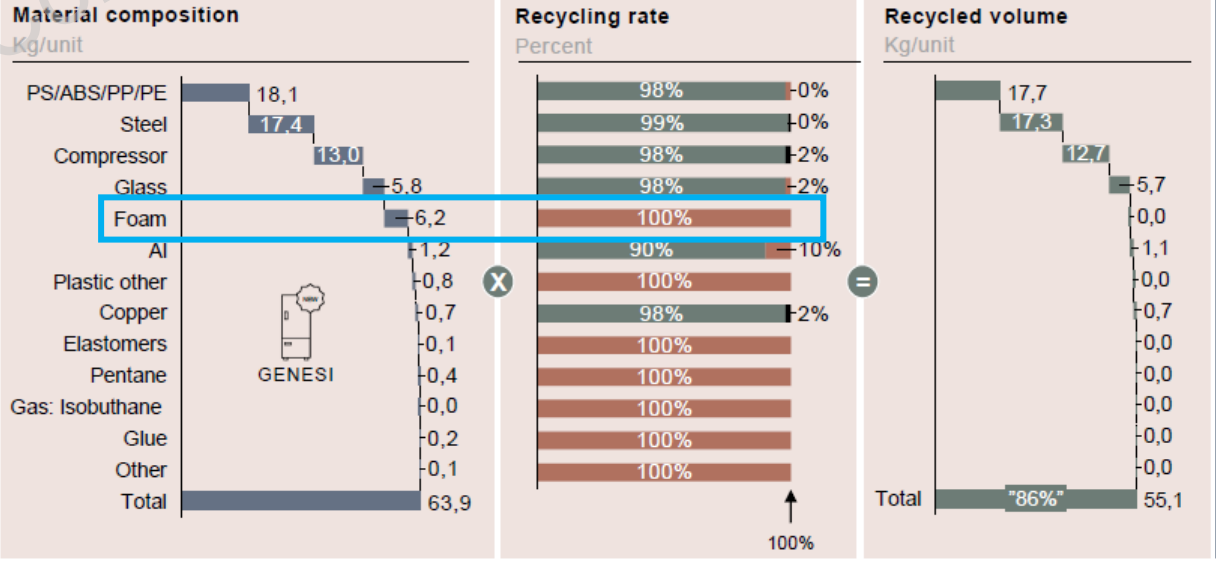 Material composition
Kg/unit
PS/ABS/PP/PE 18,1
Steel 17,4
Compressor 13,0
Glass 5,8
Foam 6,2
Al 1,2
Plastic other 0,8
Copper 0,7
Elastomers 0,1
Pentane 0,4
Gas: Isobuthane 0,0
Glue 0,2
Other 0,1
Total 63,9
NEW
GENESI
X
Recycling rate
Percent
98% 0%
99% 0%
98% 2%
98% 2%
100%
90% 10%
100%
98% 2%
100%
100%
100%
100%
100%
100%
=
Recycled volume
Kg/unit
17,7
17,3
12,7
5,7
0,0
1,1
0,0
0,7
0,0
0,0
0,0
0,0
0,0
Total "86%" 55,1